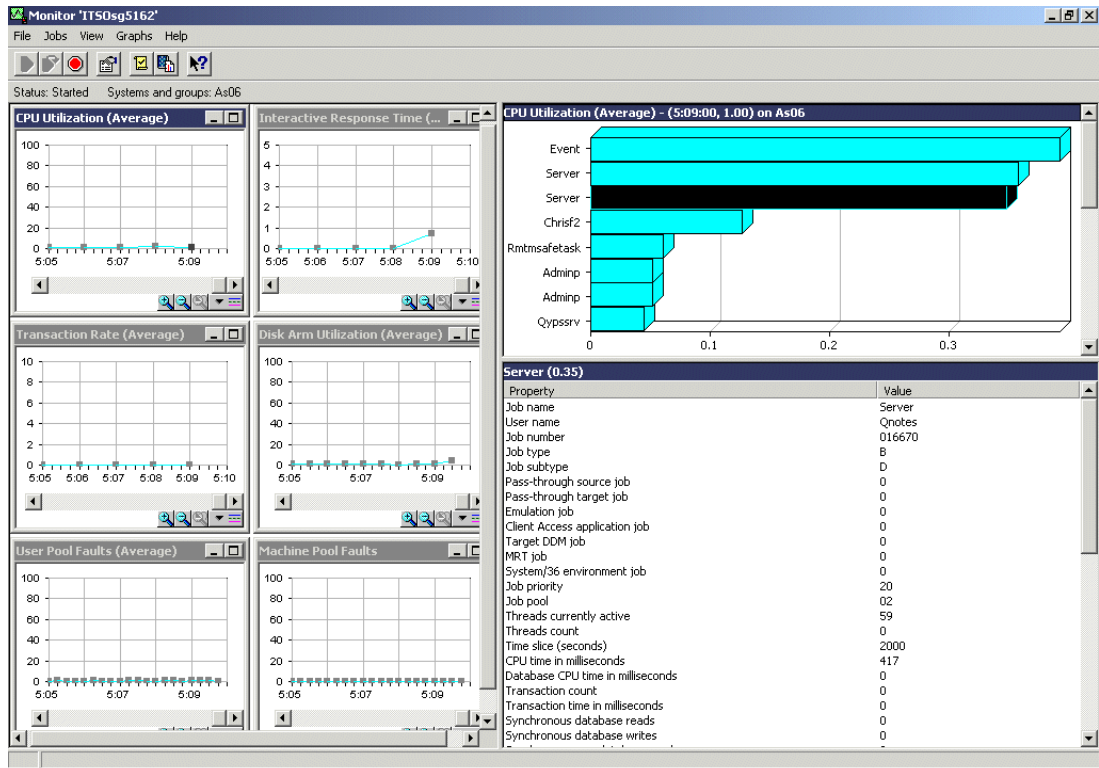 Monitor 'ITSOsg5162'
File Jobs View Graphs Help
Status: Started Systems and groups: As06
CPU Utilization (Average)
100
80
60
40
20
0
5:05 5:07 5:09
Interactive Response Time (...
5
4
3
2
1
0
5:05 5:06 5:07 5:08 5:09 5:10
Transaction Rate (Average)
10
8
6
4
2
0
5:05 5:06 5:07 5:08 5:09 5:10
Disk Arm Utilization (Average)
100
80
60
40
20
0
5:05 5:07 5:09
User Pool Faults (Average)
100
80
60
40
20
0
5:05 5:07 5:09
Machine Pool Faults
100
80
60
40
20
0
5:05 5:07 5:09
CPU Utilization (Average) - (5:09:00, 1.00) on As06
Event
Server
Server
Chrisf2
Rmtmsafetask
Adminp
Adminp
Qypssrv
0 0.1 0.2 0.3
Server (0.35)
Property Value
Job name Server
User name Qnotes
Job number 016670
Job type B
Job subtype D
Pass-through source job 0
Pass-through target job 0
Emulation job 0
Client Access application job 0
Target DDM job 0
MRT job 0
System/36 environment job 0
Job priority 20
Job pool 02
Threads currently active 59
Threads count 0
Time slice (seconds) 2000
CPU time in milliseconds 417
Database CPU time in milliseconds 0
Transaction count 0
Transaction time in milliseconds 0
Synchronous database reads 0
Synchronous database writes 0